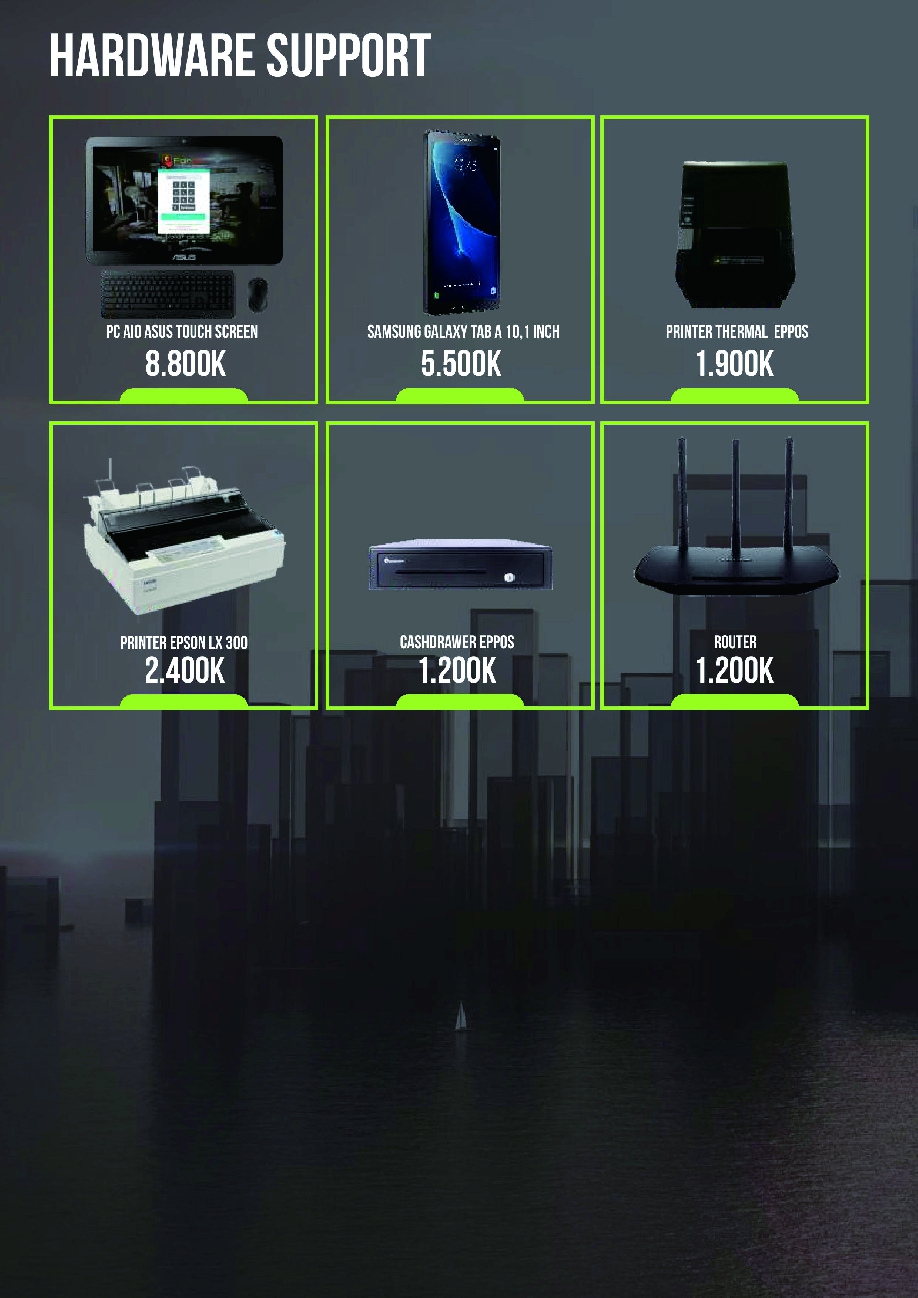 HARDWARE SUPPORT
ASUS
PC AIO ASUS TOUCH SCREEN
8.800K
SAMSUNG GALAXY TAB A 10,1 INCH
5.500K
PRINTER THERMAL EPPOS
1.900K
PRINTER EPSON LX 300
2.400K
CASHDRAWER EPPOS
1.200K
ROUTER
1.200K